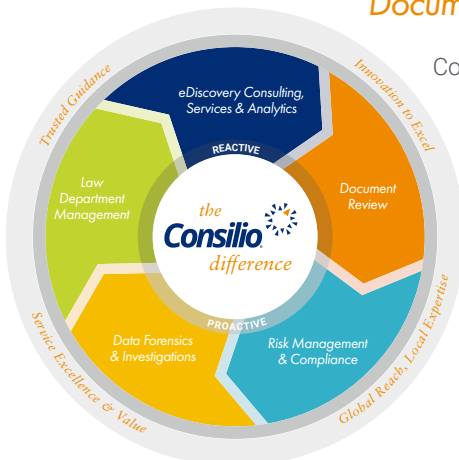 Docum
Co
Trusted Guidance
Innovation to Excel
eDiscovery Consulting,
Services & Analytics
REACTIVE
Law
Department
Management
Document
Review
the
Consilio
difference
PROACTIVE
Data Forensics
& Investigations
Risk Management
& Compliance
Service Excellence & Value
Global Reach, Local Expertise